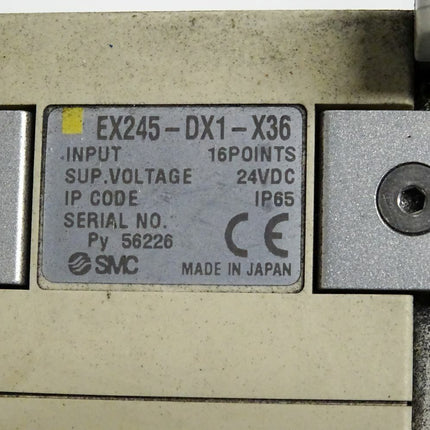 EX245-DX1-X36
INPUT 16POINTS
SUP.VOLTAGE 24VDC
IP CODE IP65
SERIAL NO.
Py 56226
CE
SMC MADE IN JAPAN